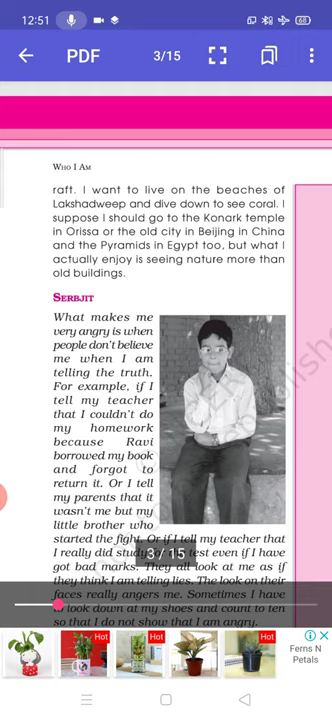 12:51
68
PDF
3/15
WHO I AM
raft. I want to live on the beaches of
Lakshadweep and dive down to see coral. I
suppose I should go to the Konark temple
in Orissa or the old city in Beijing in China
and the Pyramids in Egypt too, but what I
actually enjoy is seeing nature more than
old buildings.
SERBJIT
What makes me
very angry is when
people don't believe
me when I am
telling the truth.
For example, if I
tell my teacher
that I couldn't do
my homework
because Ravi
borrowed my book
and forgot to
return it. Or I tell
my parents that it
wasn't me but my
little brother who
started the fight. Or if I tell my teacher that
I really did study for test even if I have
got bad marks. They all look at me as if
they think I am telling lies. The look on their
faces really angers me. Sometimes I have
to look down at my shoes and count to ten
so that I do not show that I am angry.
3/15
Hot
Hot
Hot
Ferns N
Petals